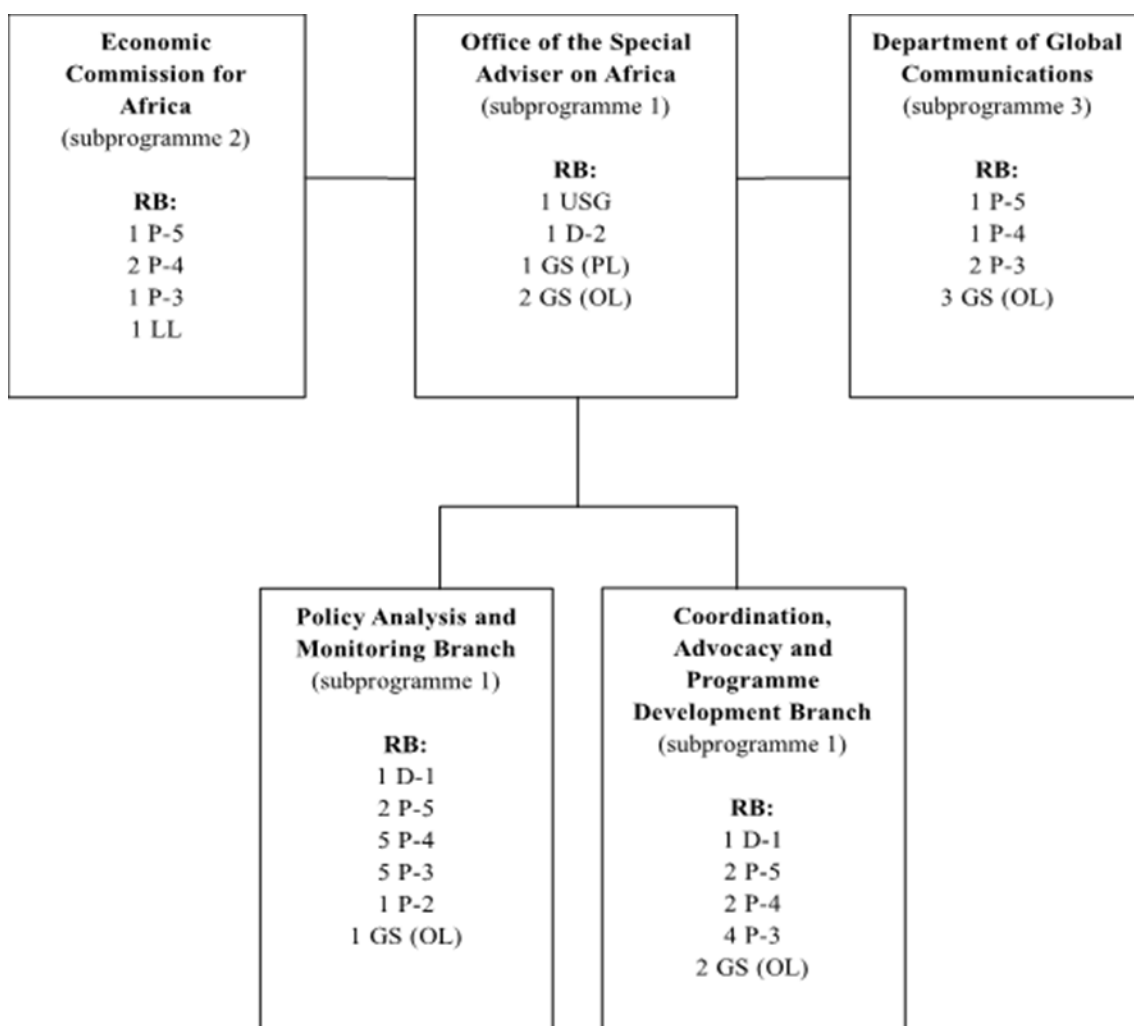 Economic
Commission for
Africa
(subprogramme 2)
RB:
1 P-5
2 P-4
1 P-3
1 LL
Office of the Special
Adviser on Africa
(subprogramme 1)
RB:
1 USG
1 D-2
1 GS (PL)
2 GS (OL)
Department of Global
Communications
(subprogramme 3)
RB:
1 P-5
1 P-4
2 P-3
3 GS (OL)
Policy Analysis and
Monitoring Branch
(subprogramme 1)
RB:
1 D-1
2 P-5
5 P-4
5 P-3
1 P-2
1 GS (OL)
Coordination,
Advocacy and
Programme
Development Branch
(subprogramme 1)
RB:
1 D-1
2 P-5
2 P-4
4 P-3
2 GS (OL)